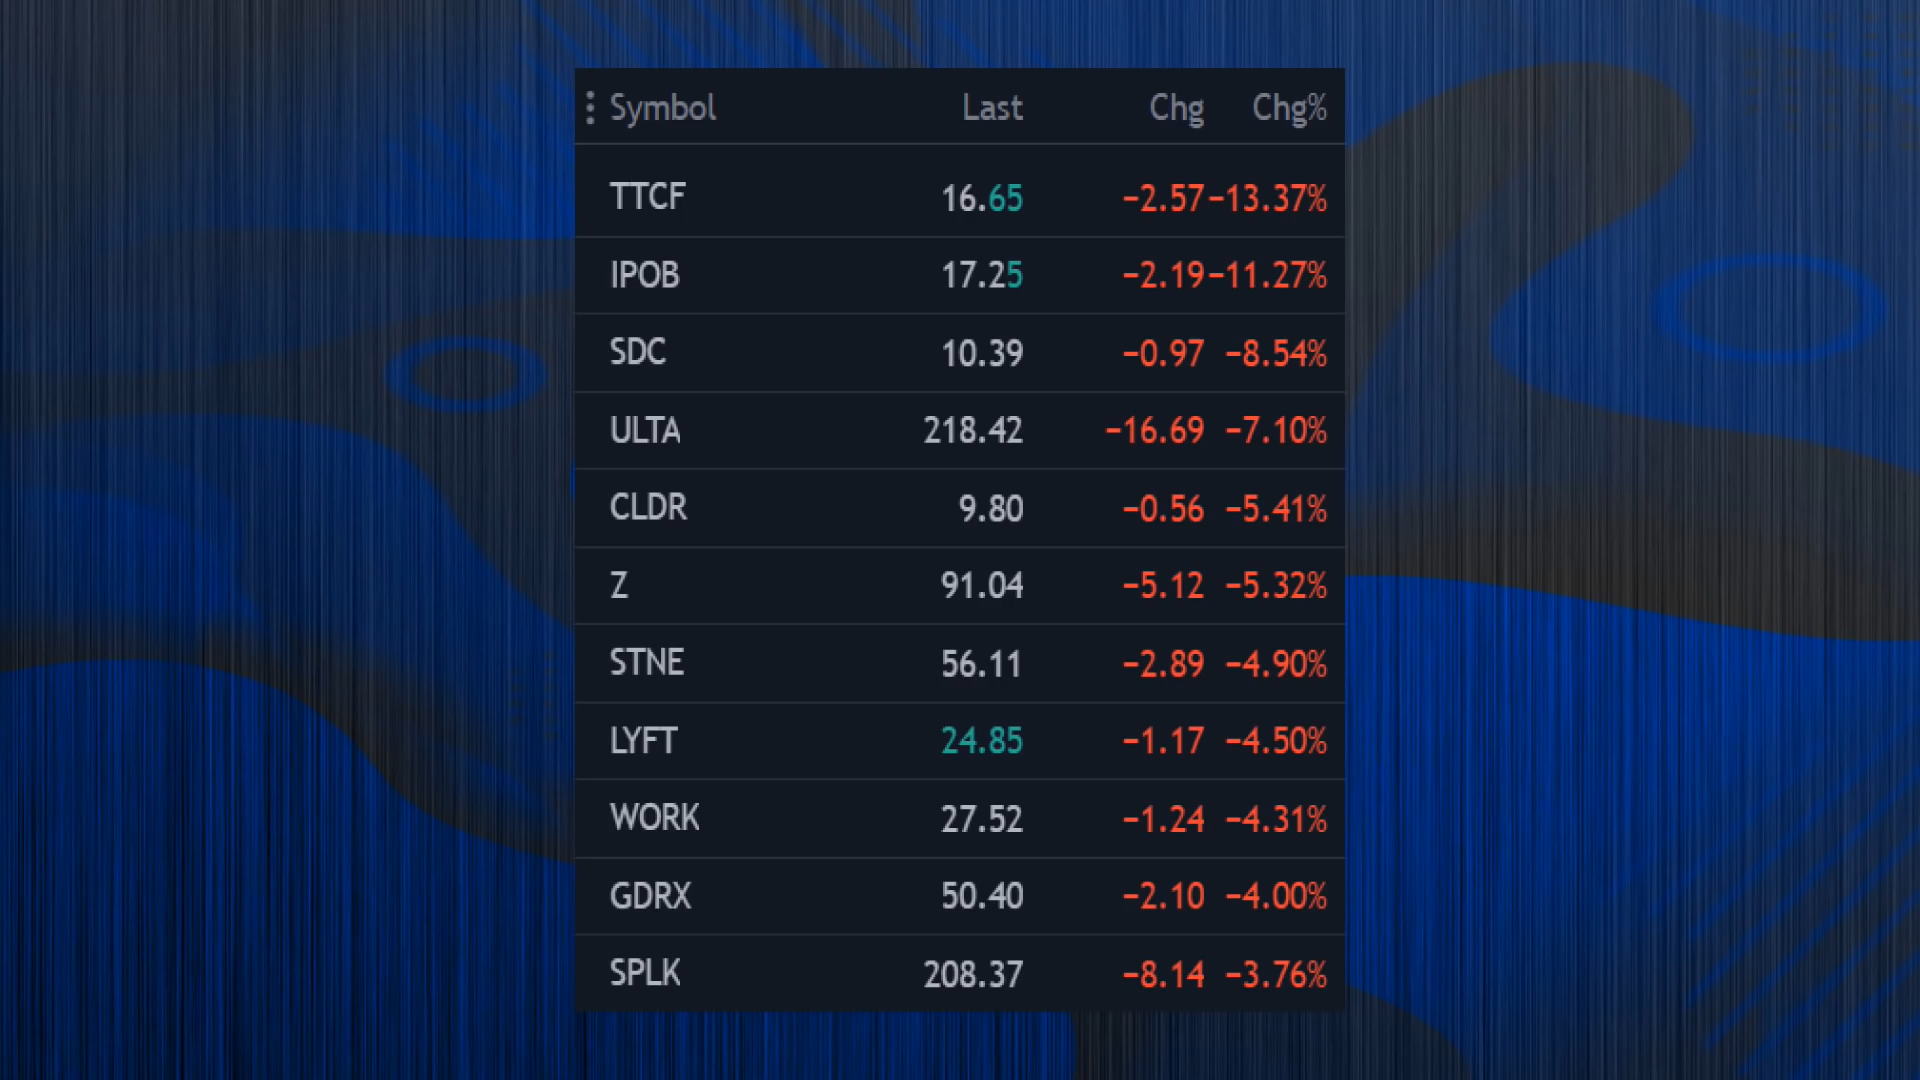 Symbol Last Chg Chg%
TTCF 16.65 −2.57 −13.37%
IPOB 17.25 −2.19 −11.27%
SDC 10.39 −0.97 −8.54%
ULTA 218.42 −16.69 −7.10%
CLDR 9.80 −0.56 −5.41%
Z 91.04 −5.12 −5.32%
STNE 56.11 −2.89 −4.90%
LYFT 24.85 −1.17 −4.50%
WORK 27.52 −1.24 −4.31%
GDRX 50.40 −2.10 −4.00%
SPLK 208.37 −8.14 −3.76%